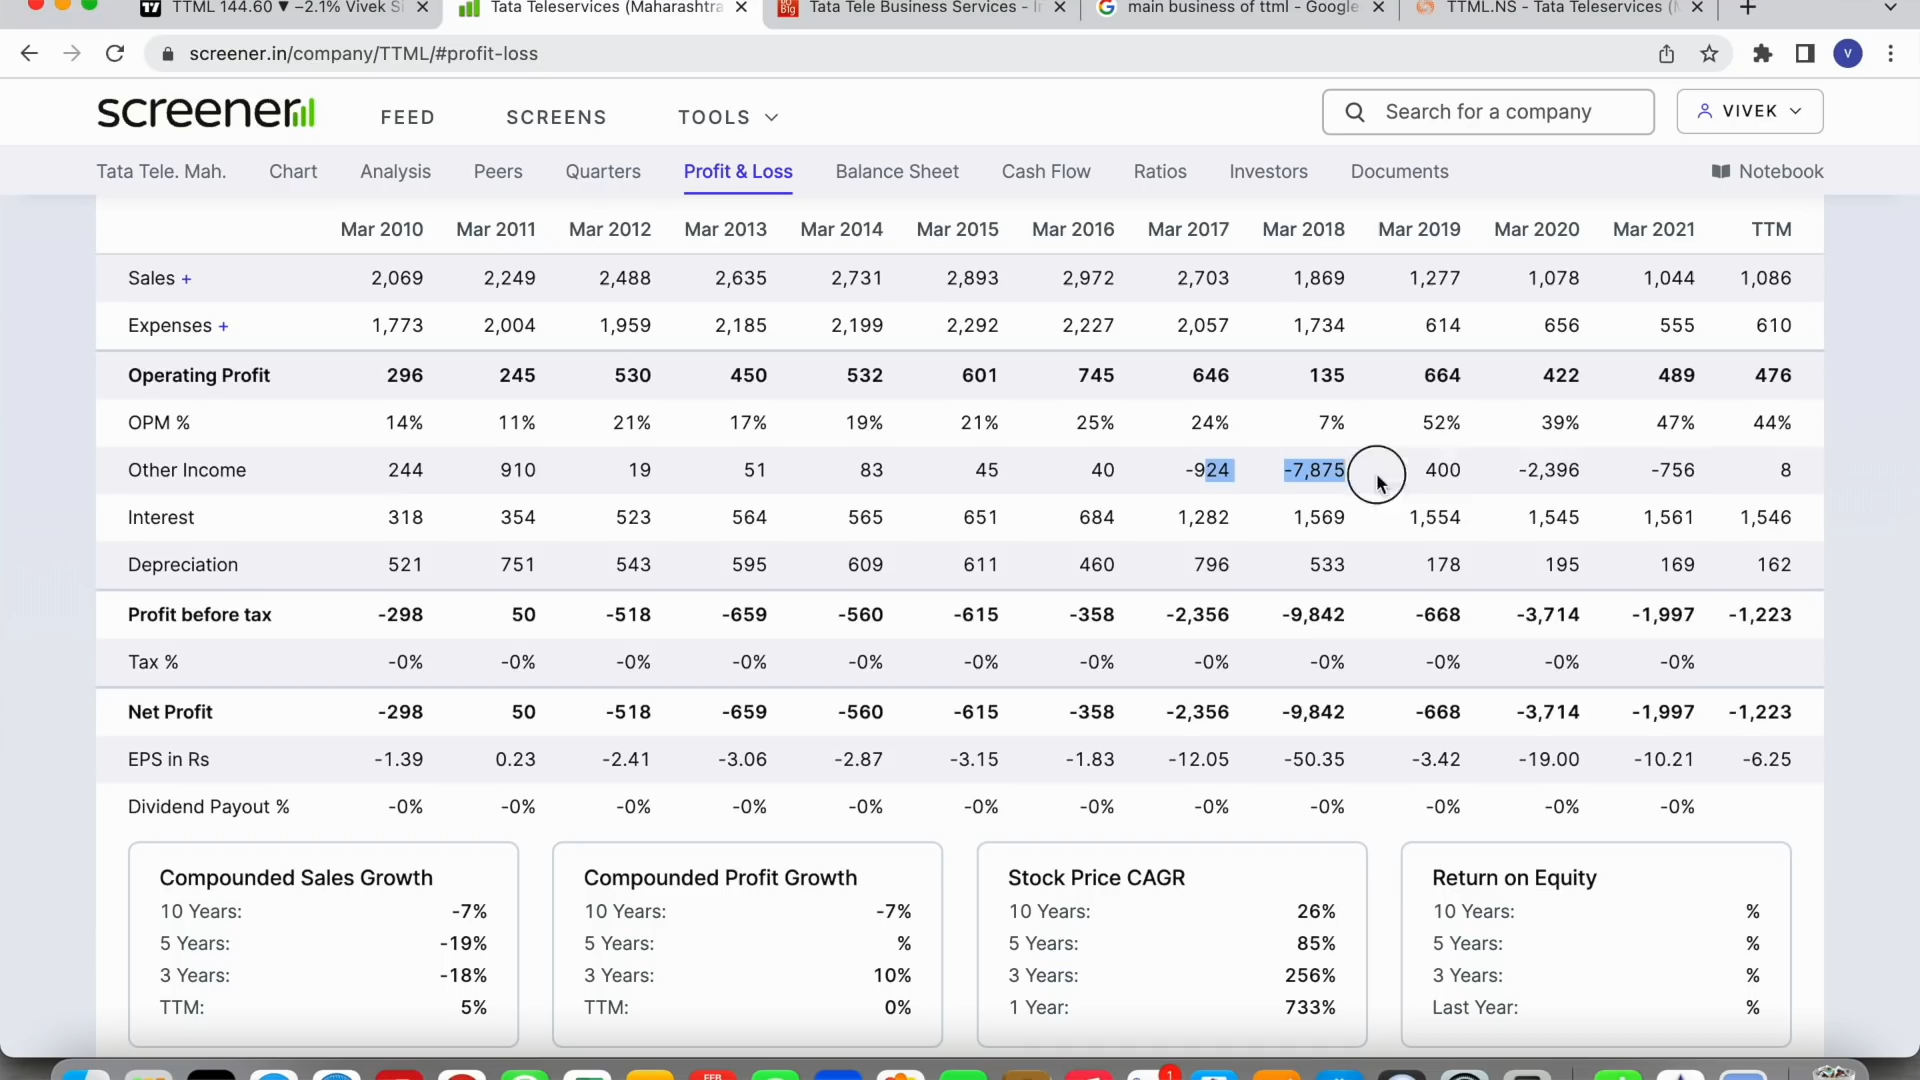 TTML 144.60 ▼ −2.1% Vivek Si
Tata Teleservices (Maharashtra
Tata Tele Business Services - In
main business of ttml - Google
TTML.NS - Tata Teleservices (M
screener.in/company/TTML/#profit-loss
V
screener
FEED SCREENS TOOLS
Search for a company
VIVEK
Tata Tele. Mah. Chart Analysis Peers Quarters Profit & Loss Balance Sheet Cash Flow Ratios Investors Documents Notebook
Mar 2010 Mar 2011 Mar 2012 Mar 2013 Mar 2014 Mar 2015 Mar 2016 Mar 2017 Mar 2018 Mar 2019 Mar 2020 Mar 2021 TTM
Sales + 2,069 2,249 2,488 2,635 2,731 2,893 2,972 2,703 1,869 1,277 1,078 1,044 1,086
Expenses + 1,773 2,004 1,959 2,185 2,199 2,292 2,227 2,057 1,734 614 656 555 610
Operating Profit 296 245 530 450 532 601 745 646 135 664 422 489 476
OPM % 14% 11% 21% 17% 19% 21% 25% 24% 7% 52% 39% 47% 44%
Other Income 244 910 19 51 83 45 40 -924 -7,875 400 -2,396 -756 8
Interest 318 354 523 564 565 651 684 1,282 1,569 1,554 1,545 1,561 1,546
Depreciation 521 751 543 595 609 611 460 796 533 178 195 169 162
Profit before tax -298 50 -518 -659 -560 -615 -358 -2,356 -9,842 -668 -3,714 -1,997 -1,223
Tax % -0% -0% -0% -0% -0% -0% -0% -0% -0% -0% -0% -0%
Net Profit -298 50 -518 -659 -560 -615 -358 -2,356 -9,842 -668 -3,714 -1,997 -1,223
EPS in Rs -1.39 0.23 -2.41 -3.06 -2.87 -3.15 -1.83 -12.05 -50.35 -3.42 -19.00 -10.21 -6.25
Dividend Payout % -0% -0% -0% -0% -0% -0% -0% -0% -0% -0% -0% -0%
Compounded Sales Growth
10 Years: -7%
5 Years: -19%
3 Years: -18%
TTM: 5%
Compounded Profit Growth
10 Years: -7%
5 Years: %
3 Years: 10%
TTM: 0%
Stock Price CAGR
10 Years: 26%
5 Years: 85%
3 Years: 256%
1 Year: 733%
Return on Equity
10 Years: %
5 Years: %
3 Years: %
Last Year: %
FEB
1